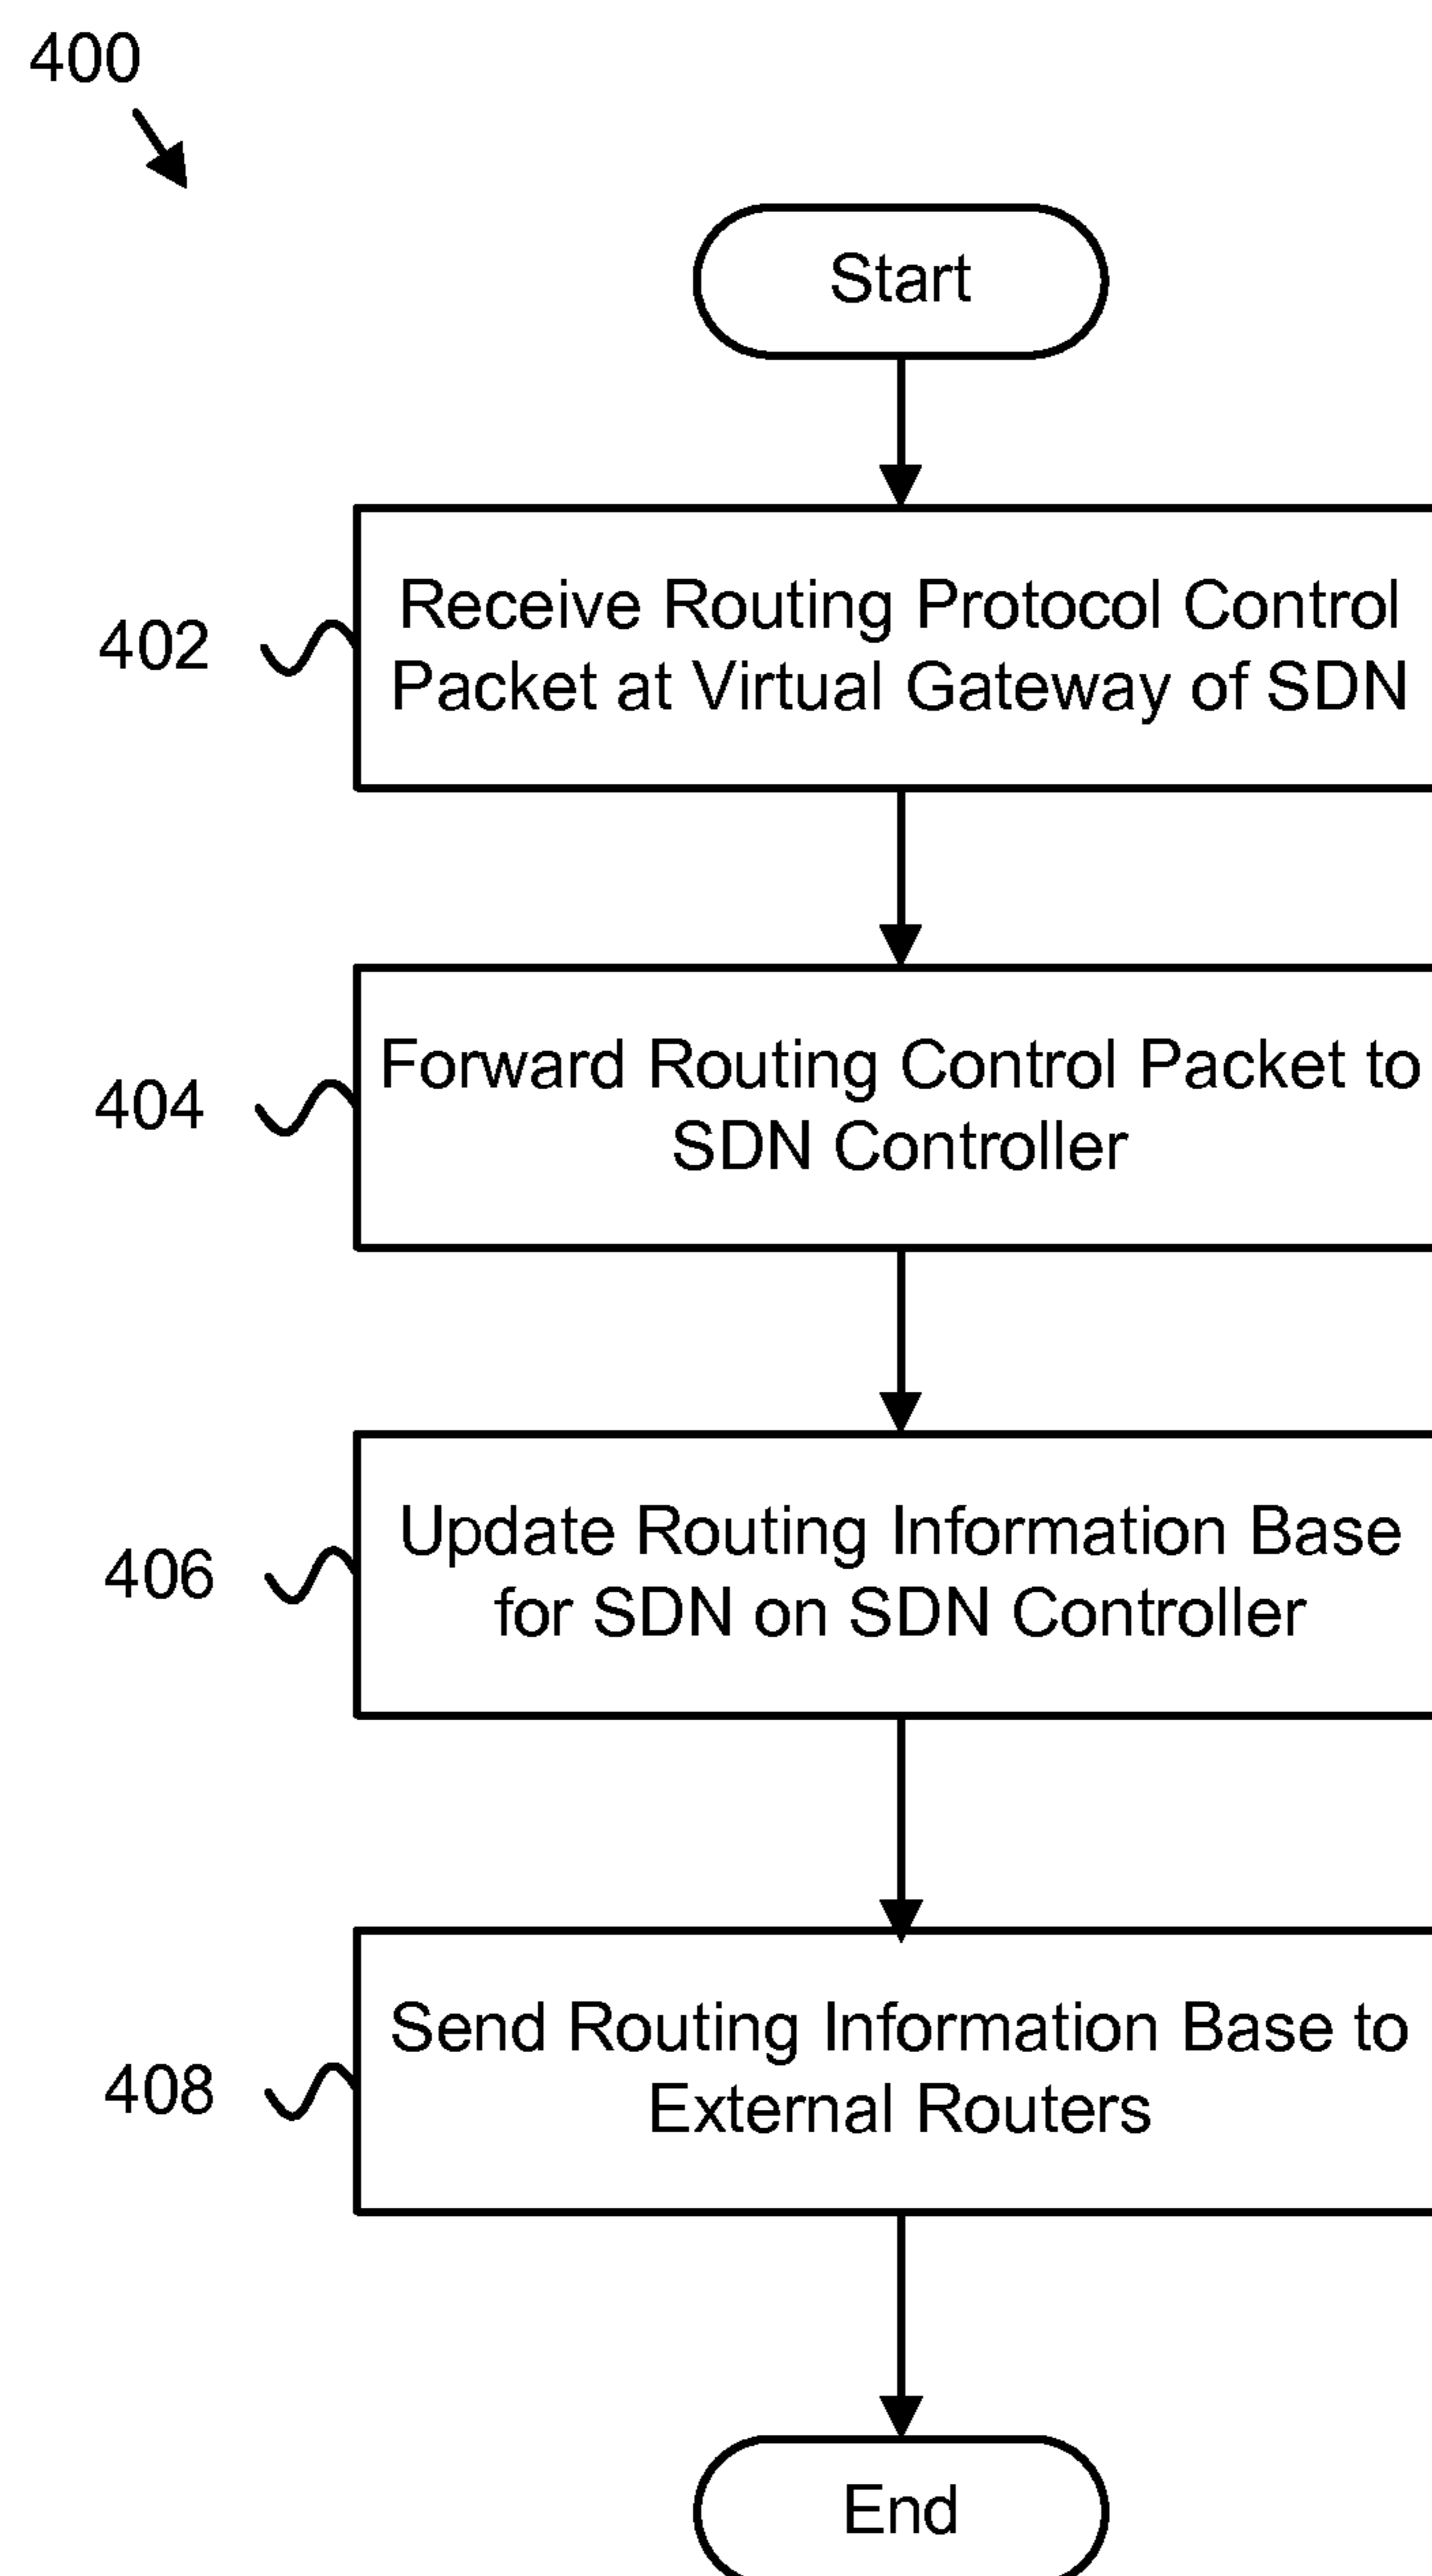 400
Start
402
Receive Routing Protocol Control
Packet at Virtual Gateway of SDN
404
Forward Routing Control Packet to
SDN Controller
406
Update Routing Information Base
for SDN on SDN Controller
408
Send Routing Information Base to
External Routers
End